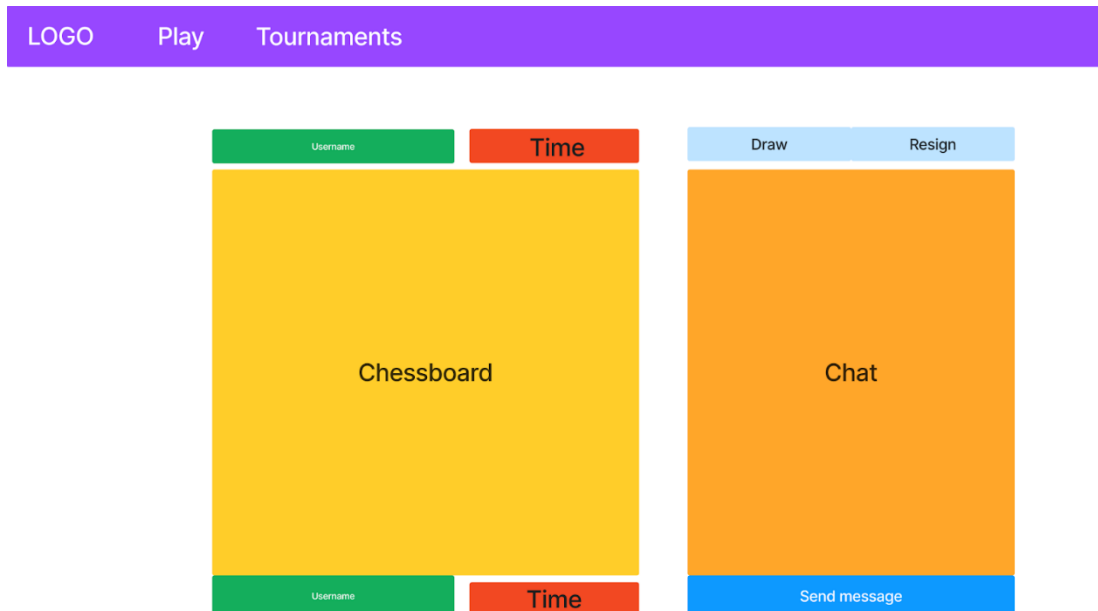 LOGO Play Tournaments
Username Time Draw Resign
Chessboard Chat
Username Time Send message